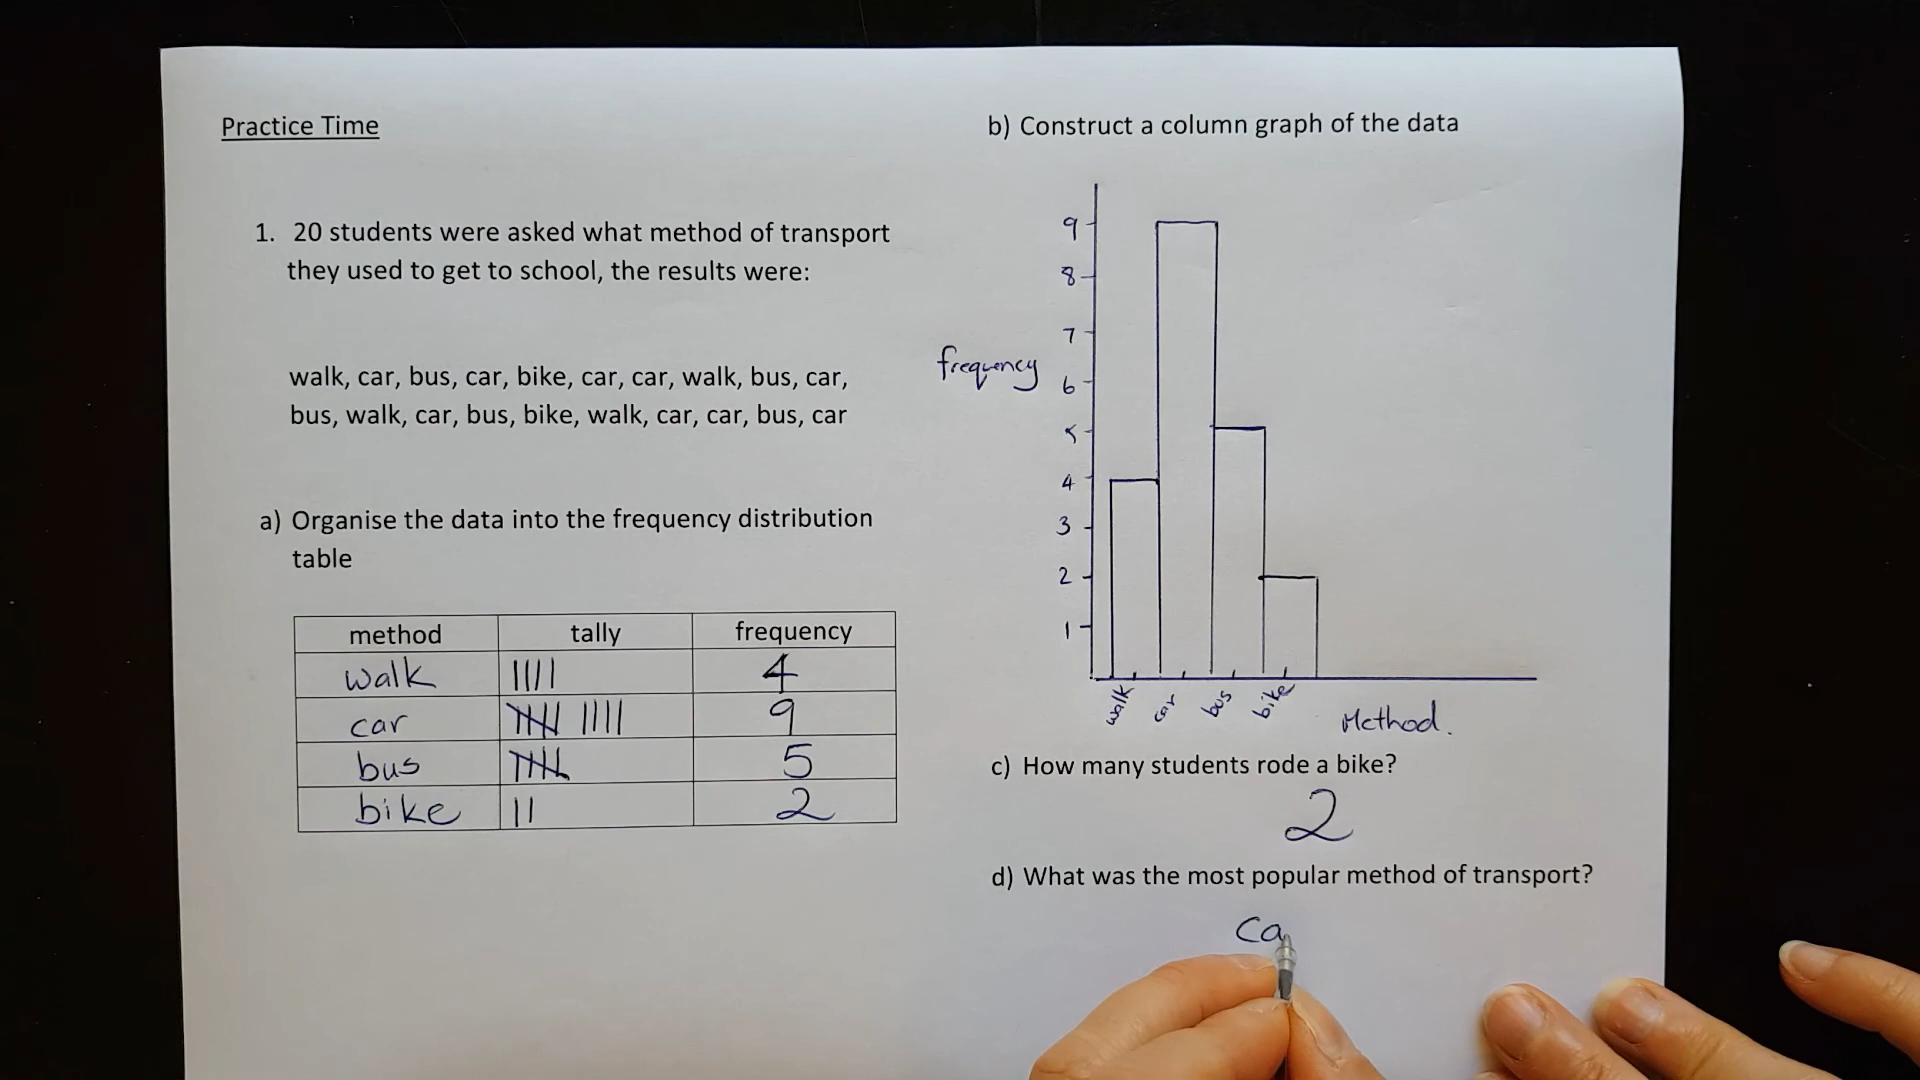 Practice Time
1. 20 students were asked what method of transport
they used to get to school, the results were:
walk, car, bus, car, bike, car, car, walk, bus, car,
bus, walk, car, bus, bike, walk, car, car, bus, car
a) Organise the data into the frequency distribution
table
method tally frequency
walk |||| 4
car 9
bus 5
bike || 2
b) Construct a column graph of the data
9
8
7
frequency
6
5
4
3
2
1
walk car bus bike
Method.
c) How many students rode a bike?
2
d) What was the most popular method of transport?
ca